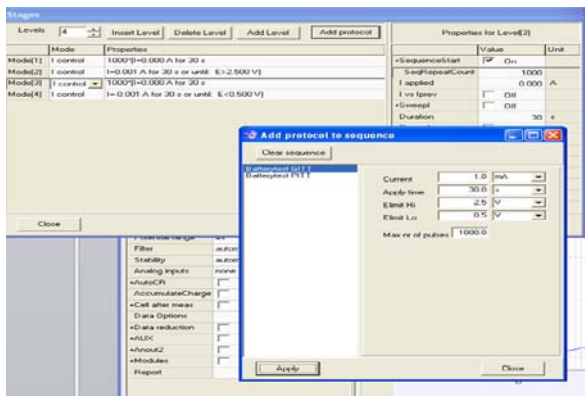 Stages
Levels 4 Insert Level Delete Level Add Level Add protocol
Mode Properties
Mode[1] I control 1000*(I=0.000 A for 30 s
Mode[2] I control I=0.001 A for 30 s or until: E>2.500 V)
Mode[3] I control 1000*(I=0.000 A for 30 s
Mode[4] I control I=-0.001 A for 30 s or until: E<0.500 V)
Close
Properties for Level[3]
Value Unit
+SequenceStart On
SeqRepeatCount 1000
I applied 0.000 A
I vs Iprev Off
+SweepI Off
Duration 30 s
Add protocol to sequence
Clear sequence
Batterytest GITT
Batterytest PITT
Current 1.0 mA
Apply time 30.0 s
Elimit Hi 2.5 V
Elimit Lo 0.5 V
Max nr of pulses 1000.0
Apply Close
Filter autom
Stability autom
Analog inputs none
+AutoCR
AccumulateCharge
+Cell after meas
Data Options
+Data reduction
+AUX
+Anout2
+Modules
Report